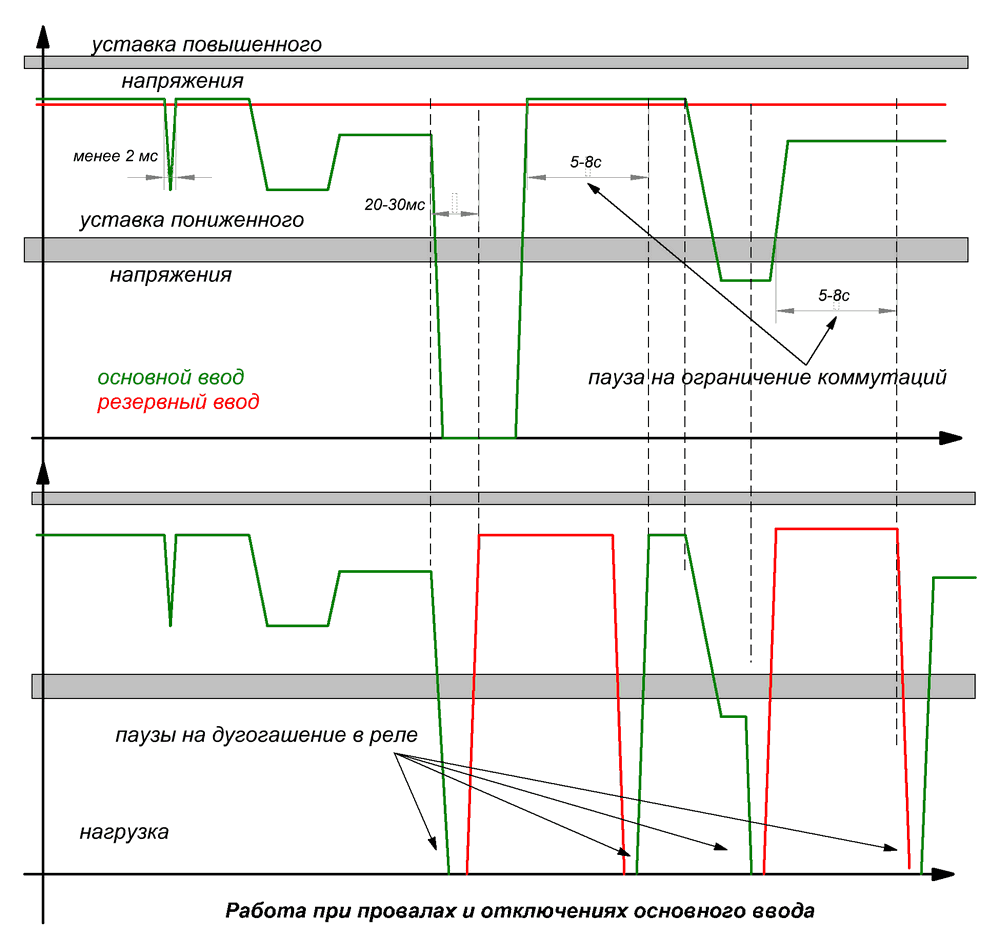 уставка повышенного
напряжения
менее 2 мс
5-8с
20-30мс
уставка пониженного
напряжения
5-8с
основной ввод
пауза на ограничение коммутаций
резервный ввод
паузы на дугогашение в реле
нагрузка
Работа при провалах и отключениях основного ввода